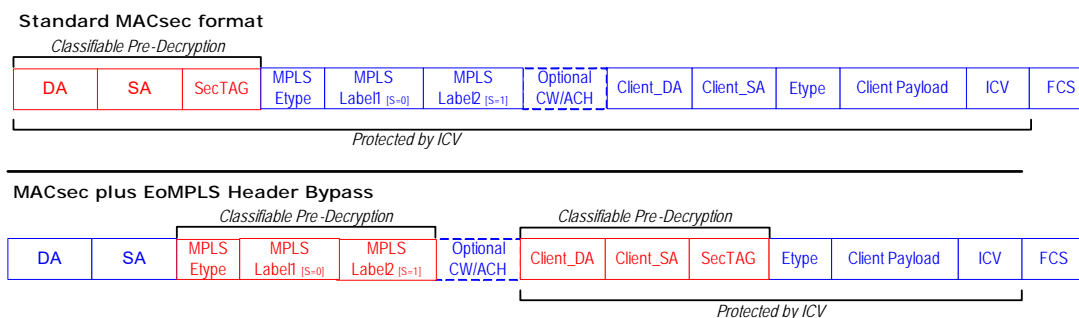 Standard MACsec format
Classifiable Pre-Decryption
DA SA SecTAG MPLS Etype MPLS Label1 [S=0] MPLS Label2 [S=1] Optional CW/ACH Client_DA Client_SA Etype Client Payload ICV FCS
Protected by ICV
MACsec plus EoMPLS Header Bypass
Classifiable Pre-Decryption Classifiable Pre-Decryption
DA SA MPLS Etype MPLS Label1 [S=0] MPLS Label2 [S=1] Optional CW/ACH Client_DA Client_SA SecTAG Etype Client Payload ICV FCS
Protected by ICV